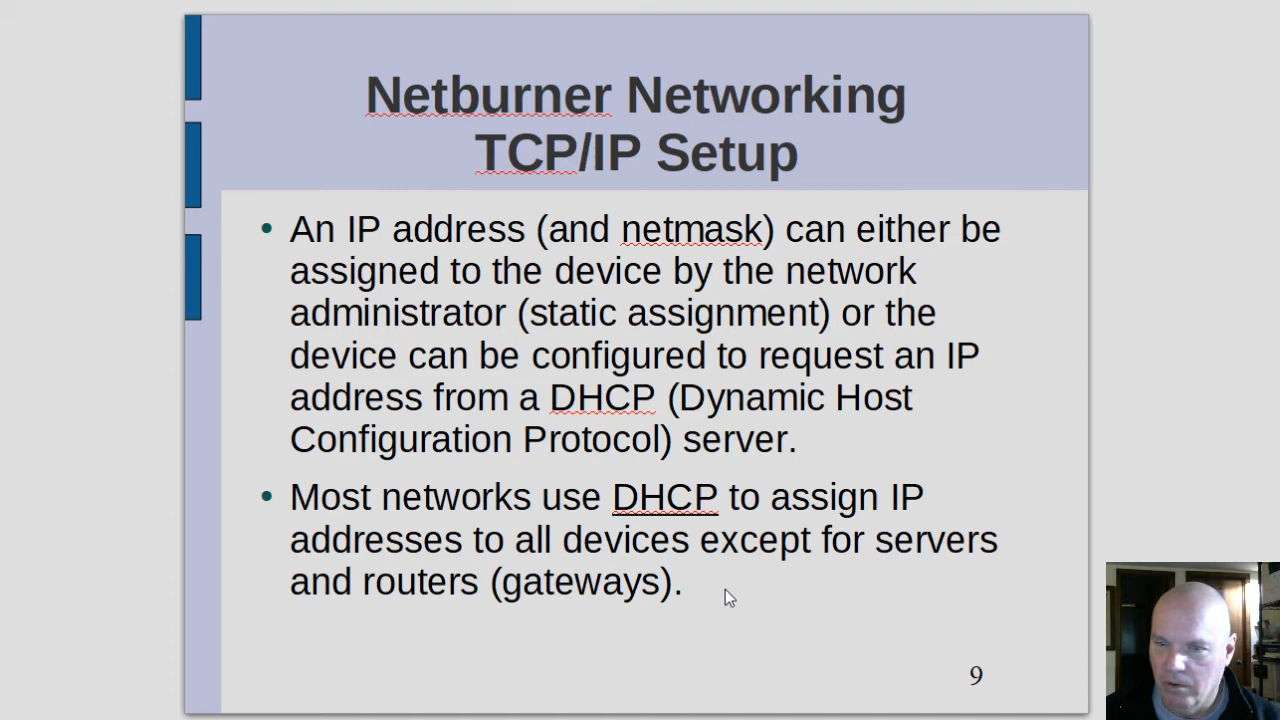 Netburner Networking
TCP/IP Setup
• An IP address (and netmask) can either be
assigned to the device by the network
administrator (static assignment) or the
device can be configured to request an IP
address from a DHCP (Dynamic Host
Configuration Protocol) server.
• Most networks use DHCP to assign IP
addresses to all devices except for servers
and routers (gateways).
9